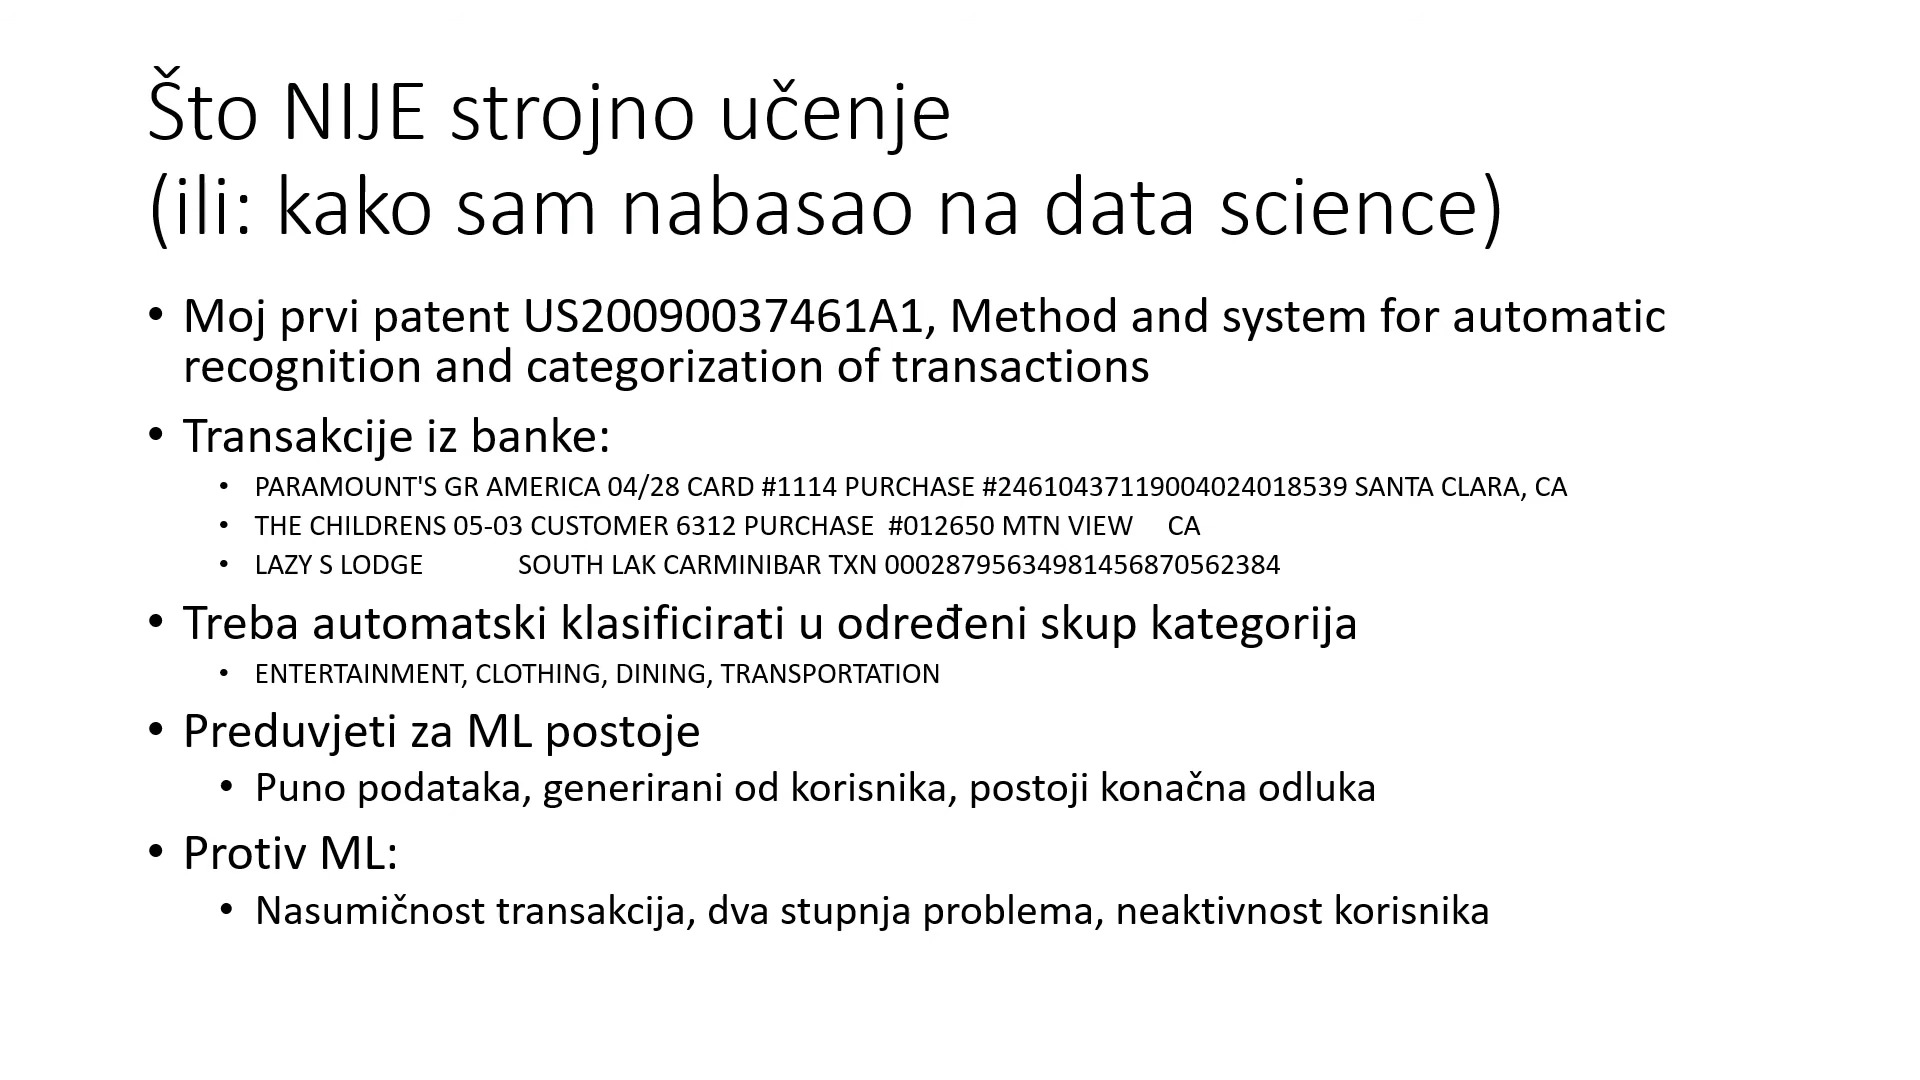 Što NIJE strojno učenje
(ili: kako sam nabasao na data science)
• Moj prvi patent US20090037461A1, Method and system for automatic
recognition and categorization of transactions
• Transakcije iz banke:
• PARAMOUNT'S GR AMERICA 04/28 CARD #1114 PURCHASE #24610437119004024018539 SANTA CLARA, CA
• THE CHILDRENS 05-03 CUSTOMER 6312 PURCHASE  #012650 MTN VIEW     CA
• LAZY S LODGE             SOUTH LAK CARMINIBAR TXN 00028795634981456870562384
• Treba automatski klasificirati u određeni skup kategorija
• ENTERTAINMENT, CLOTHING, DINING, TRANSPORTATION
• Preduvjeti za ML postoje
• Puno podataka, generirani od korisnika, postoji konačna odluka
• Protiv ML:
• Nasumičnost transakcija, dva stupnja problema, neaktivnost korisnika